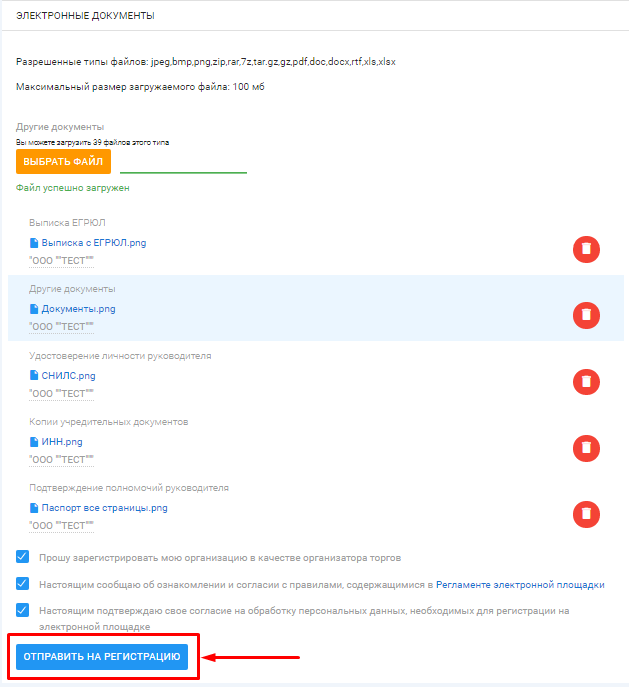 ЭЛЕКТРОННЫЕ ДОКУМЕНТЫ
Разрешенные типы файлов: jpeg,bmp,png,zip,rar,7z,tar.gz,gz,pdf,doc,docx,rtf,xls,xlsx
Максимальный размер загружаемого файла: 100 мб
Другие документы
Вы можете загрузить 39 файлов этого типа
ВЫБРАТЬ ФАЙЛ
Файл успешно загружен
Выписка ЕГРЮЛ
Выписка с ЕГРЮЛ.png
"ООО ""ТЕСТ"""
Другие документы
Документы.png
"ООО ""ТЕСТ"""
Удостоверение личности руководителя
СНИЛС.png
"ООО ""ТЕСТ"""
Копии учредительных документов
ИНН.png
"ООО ""ТЕСТ"""
Подтверждение полномочий руководителя
Паспорт все страницы.png
"ООО ""ТЕСТ"""
Прошу зарегистрировать мою организацию в качестве организатора торгов
Настоящим сообщаю об ознакомлении и согласии с правилами, содержащимися в Регламенте электронной площадки
Настоящим подтверждаю свое согласие на обработку персональных данных, необходимых для регистрации на
электронной площадке
ОТПРАВИТЬ НА РЕГИСТРАЦИЮ